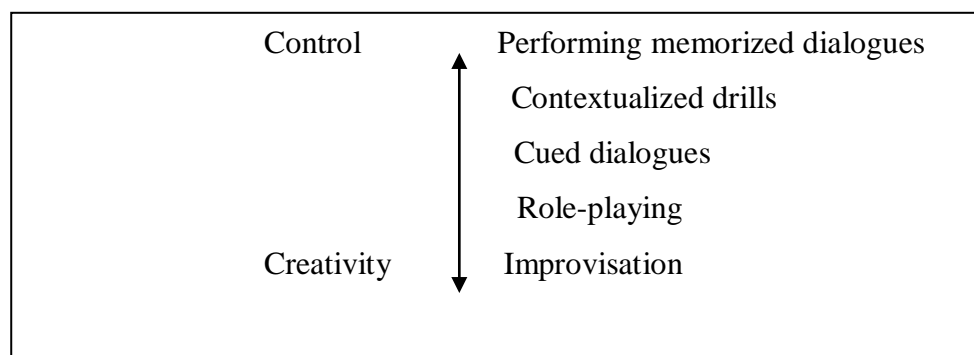 Control Performing memorized dialogues
Contextualized drills
Cued dialogues
Role-playing
Creativity Improvisation